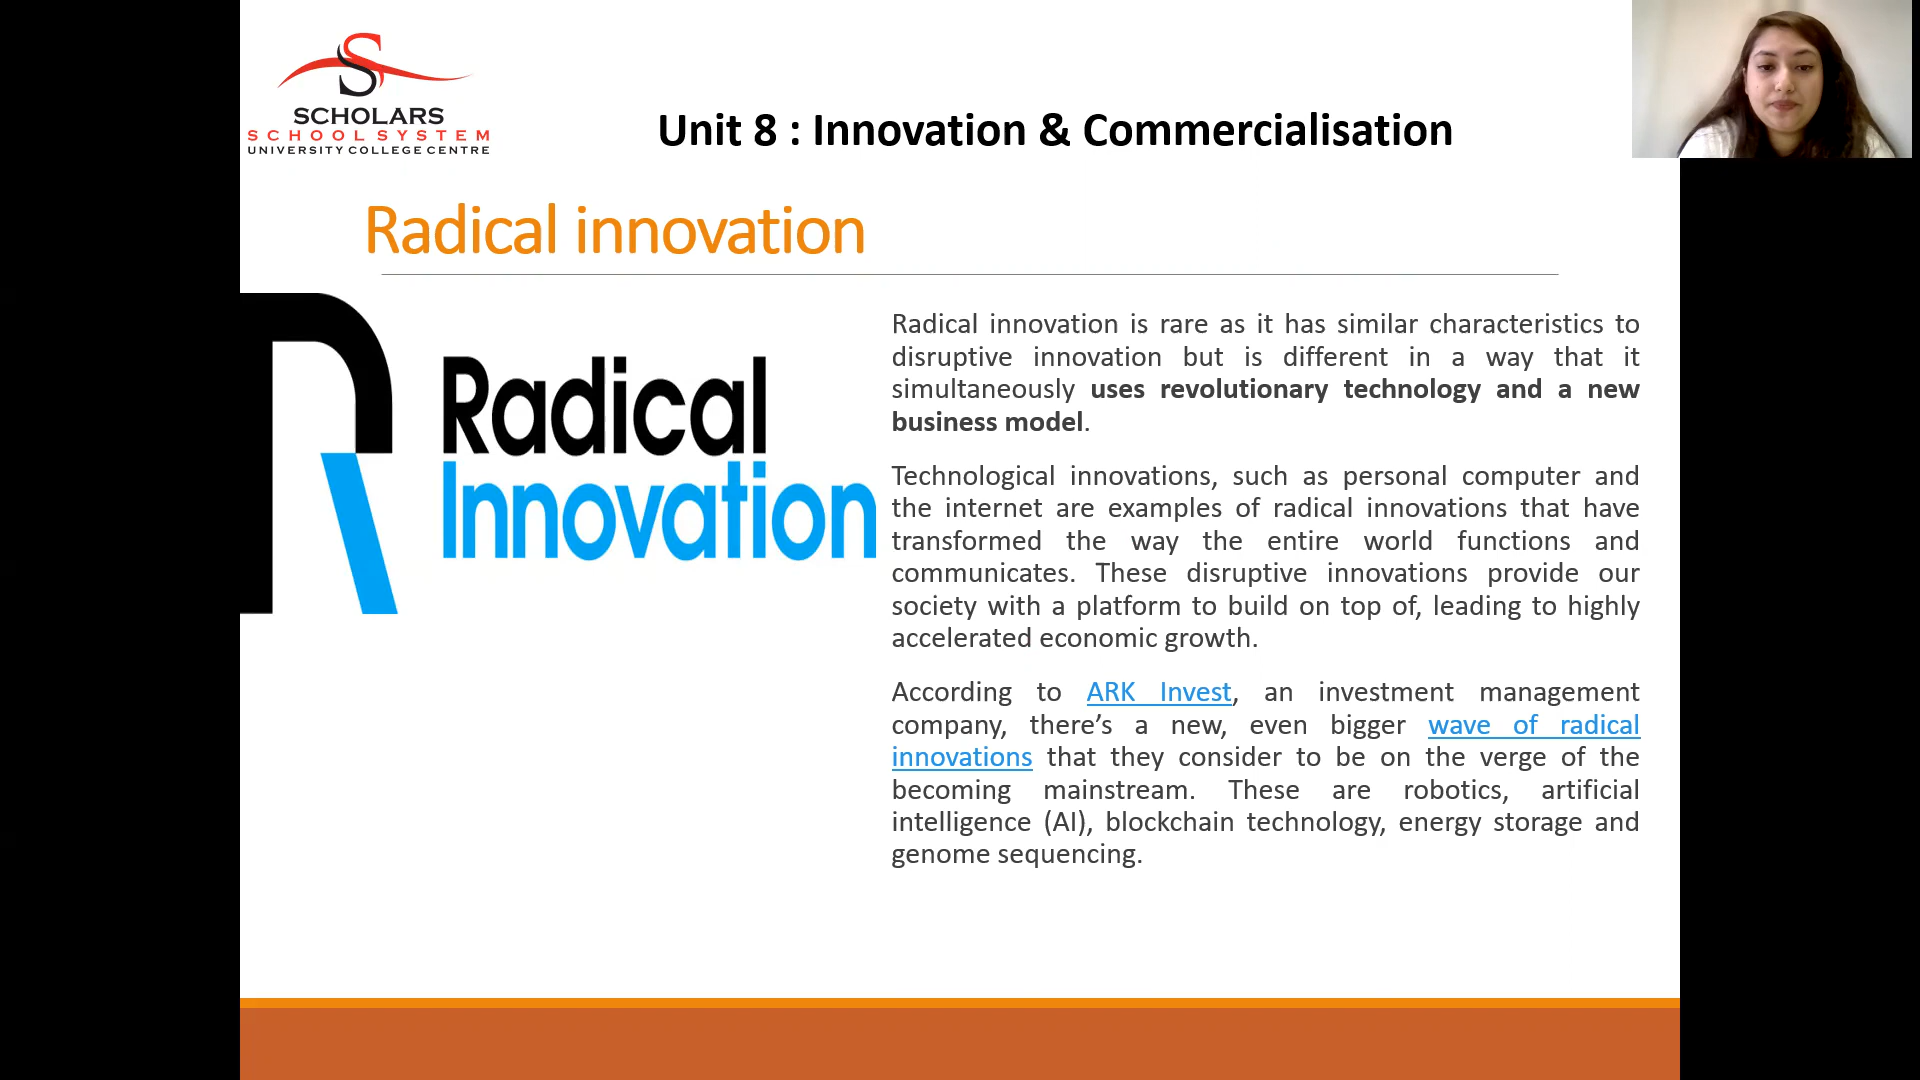 SCHOLARS
SCHOOL SYSTEM
UNIVERSITY COLLEGE CENTRE
Unit 8 : Innovation & Commercialisation
Radical innovation
Radical
Innovation
Radical innovation is rare as it has similar characteristics to
disruptive innovation but is different in a way that it
simultaneously uses revolutionary technology and a new
business model.
Technological innovations, such as personal computer and
the internet are examples of radical innovations that have
transformed the way the entire world functions and
communicates. These disruptive innovations provide our
society with a platform to build on top of, leading to highly
accelerated economic growth.
According to ARK Invest, an investment management
company, there’s a new, even bigger wave of radical
innovations that they consider to be on the verge of the
becoming mainstream. These are robotics, artificial
intelligence (AI), blockchain technology, energy storage and
genome sequencing.